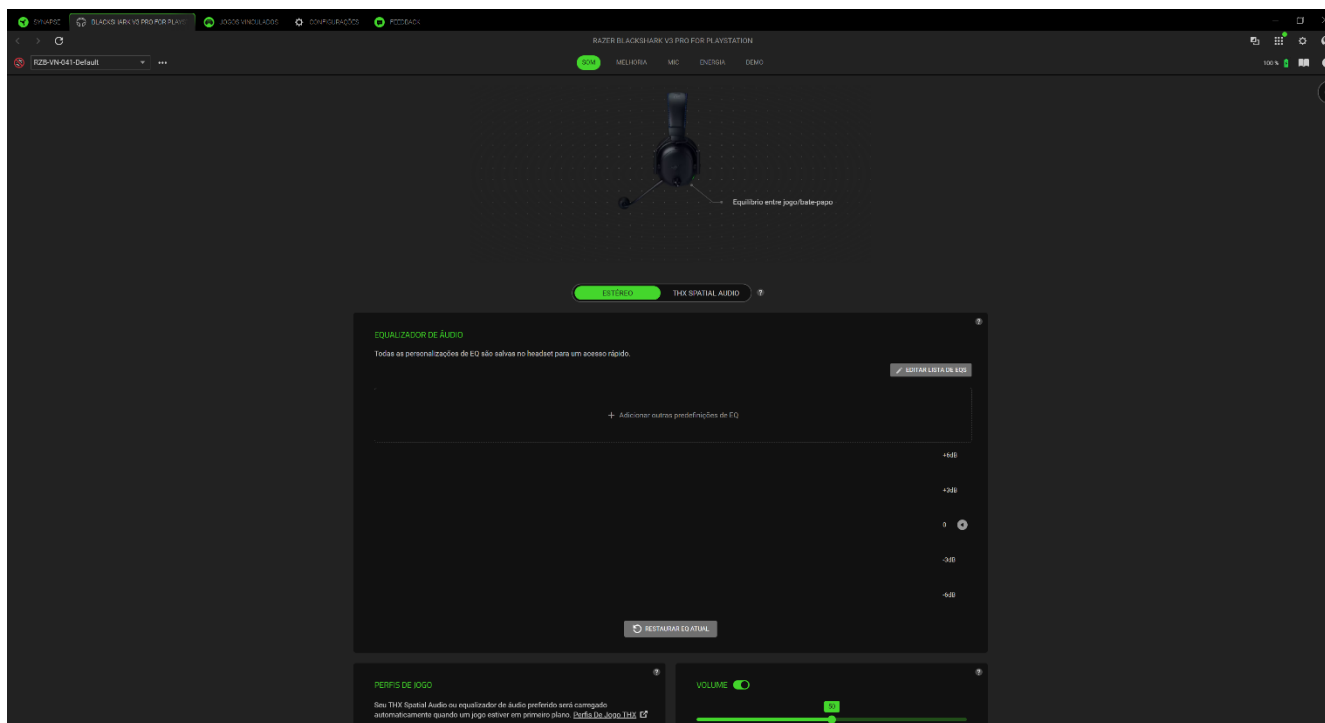 SYNAPSE
BLACKSHARK V3 PRO FOR PLAYS
JOGOS VINCULADOS
CONFIGURAÇÕES
FEEDBACK
RAZER BLACKSHARK V3 PRO FOR PLAYSTATION
RZB-VN-041-Default
SOM
MELHORIA
MIC
ENERGIA
DEMO
100 %
Equilíbrio entre jogo/bate-papo
ESTÉREO
THX SPATIAL AUDIO
?
?
EQUALIZADOR DE ÁUDIO
Todas as personalizações de EQ são salvas no headset para um acesso rápido.
EDITAR LISTA DE EQS
+ Adicionar outras predefinições de EQ
+6dB
+3dB
0
-3dB
-6dB
RESTAURAR EQ ATUAL
?
?
PERFIS DE JOGO
VOLUME
Seu THX Spatial Audio ou equalizador de áudio preferido será carregado
automaticamente quando um jogo estiver em primeiro plano. Perfis De Jogo THX
50